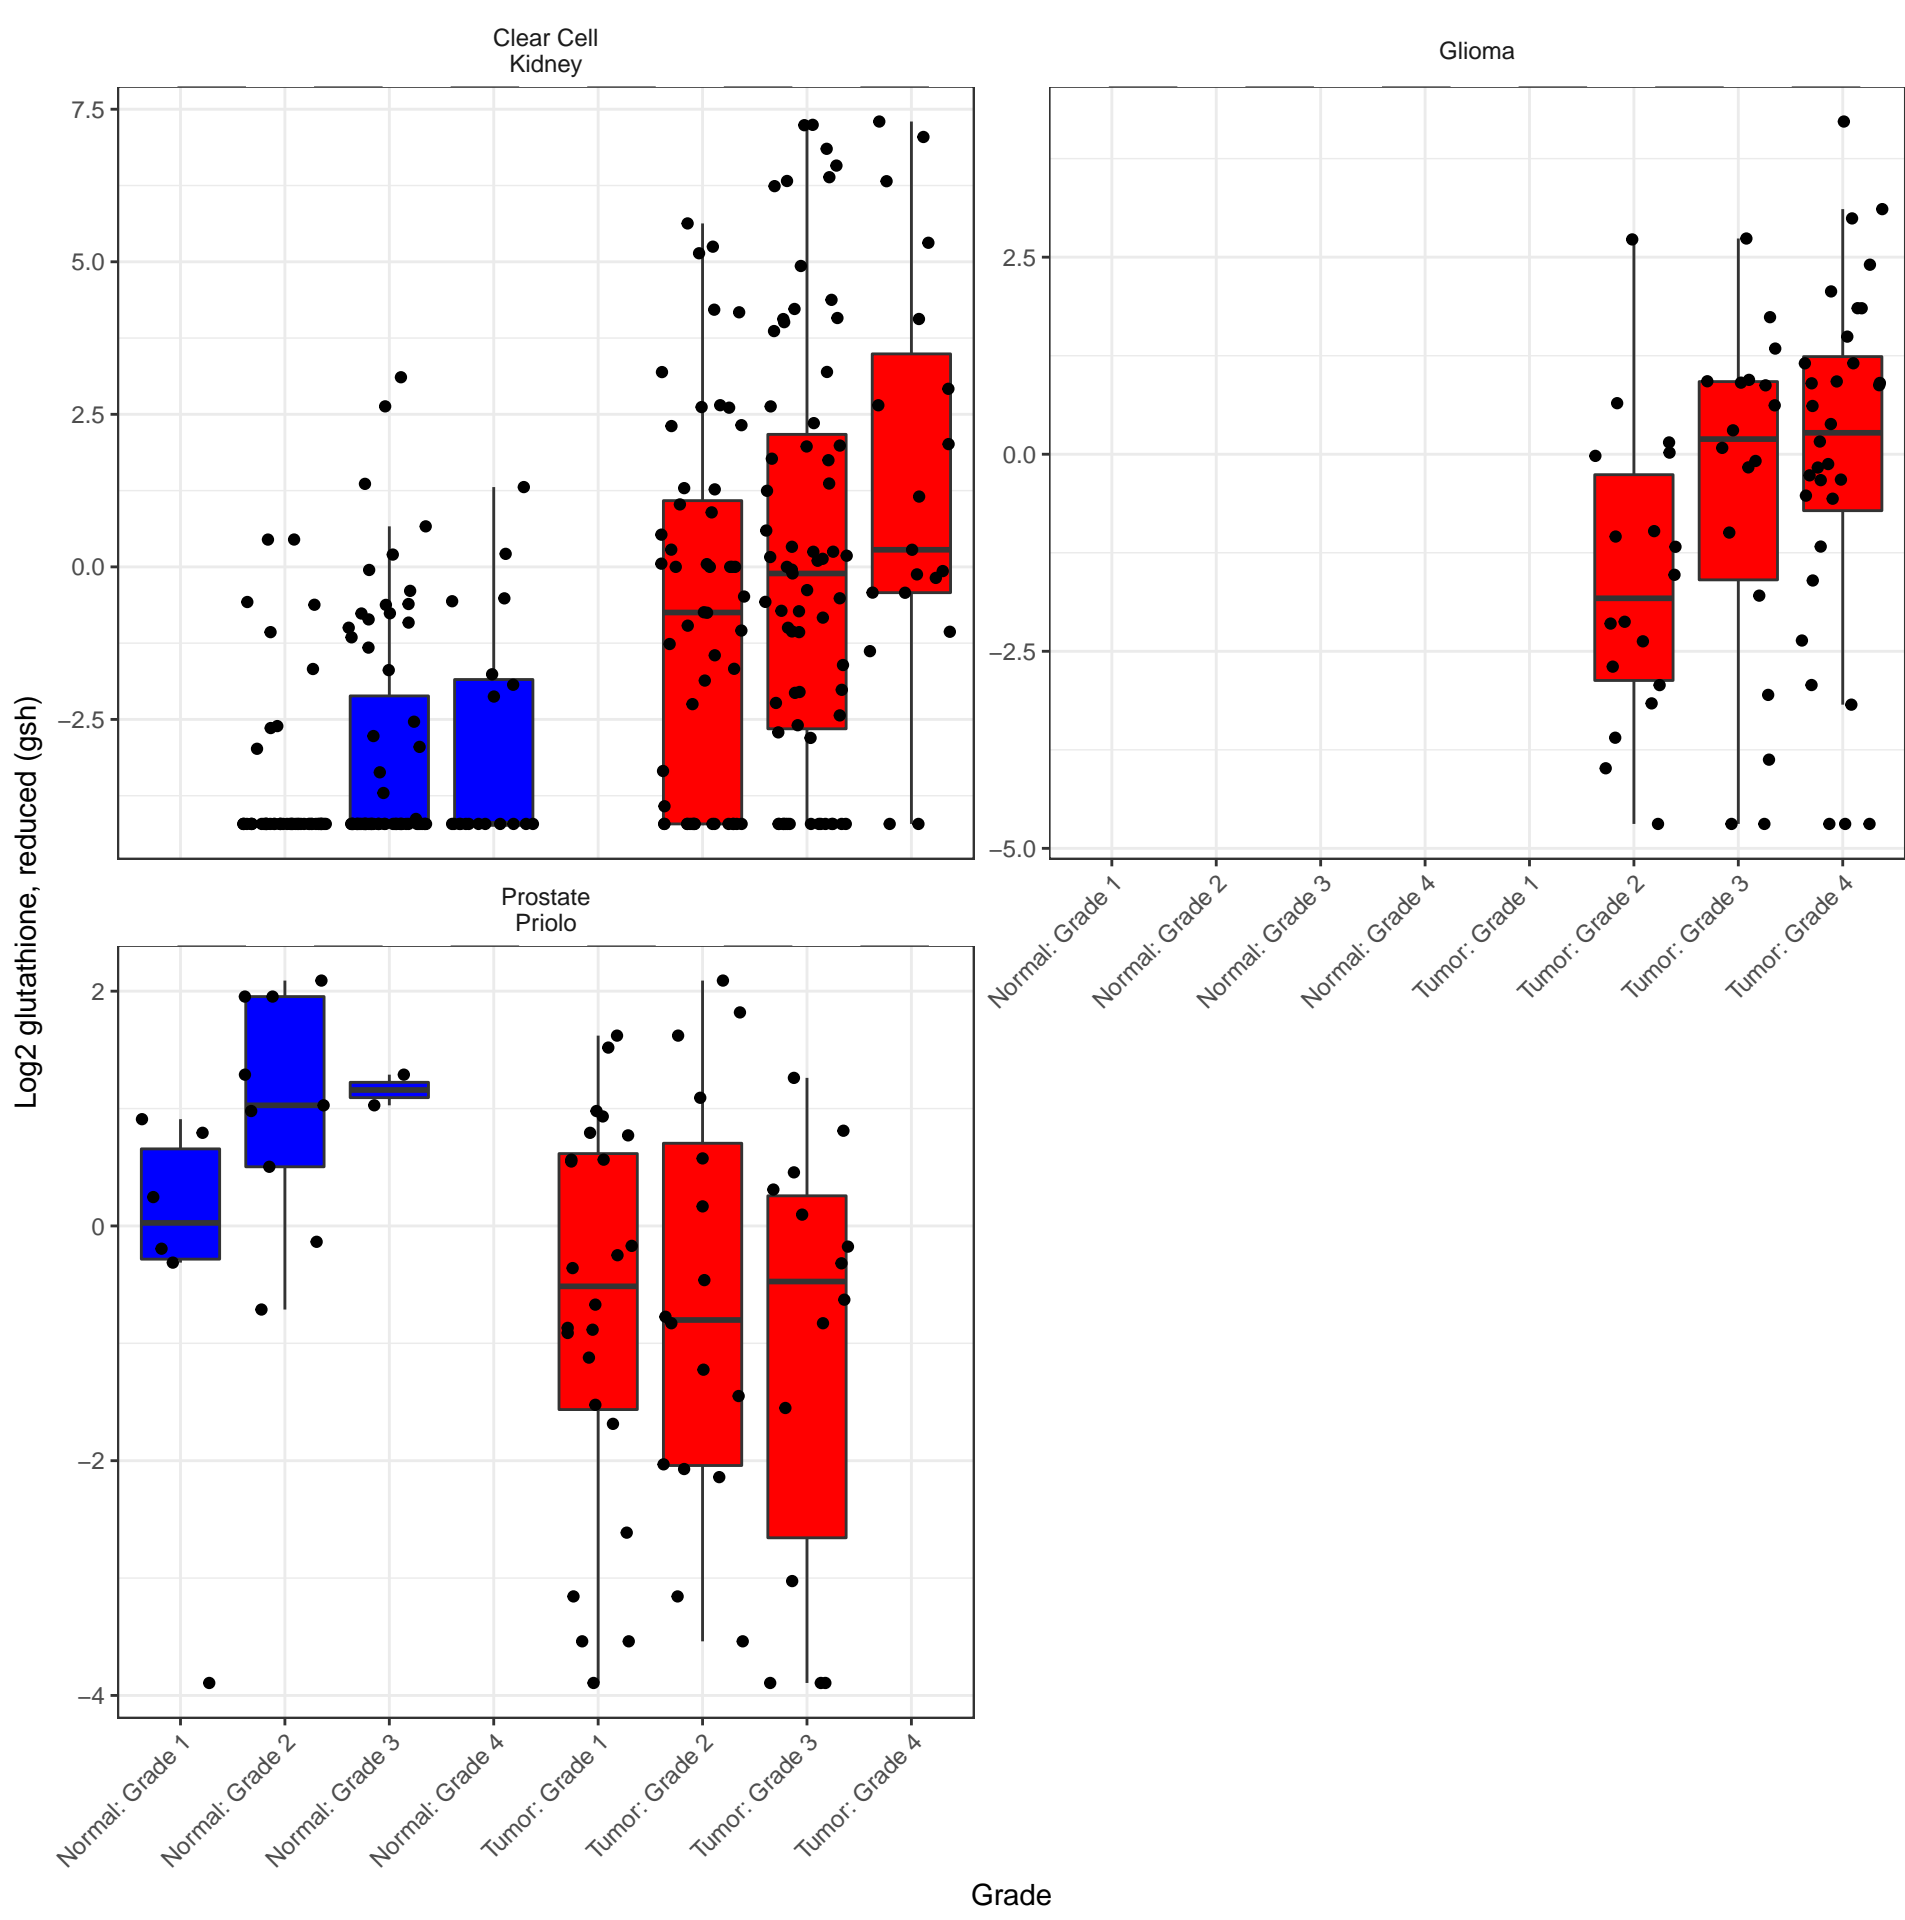 Clear Cell
Kidney
Glioma
7.5
5.0
2.5
0.0
−2.5
2.5
0.0
−2.5
−5.0
Normal: Grade 1
Normal: Grade 2
Normal: Grade 3
Normal: Grade 4
Tumor: Grade 1
Tumor: Grade 2
Tumor: Grade 3
Tumor: Grade 4
Log2 glutathione, reduced (gsh)
Prostate
Priolo
2
0
−2
−4
Normal: Grade 1
Normal: Grade 2
Normal: Grade 3
Normal: Grade 4
Tumor: Grade 1
Tumor: Grade 2
Tumor: Grade 3
Tumor: Grade 4
Grade